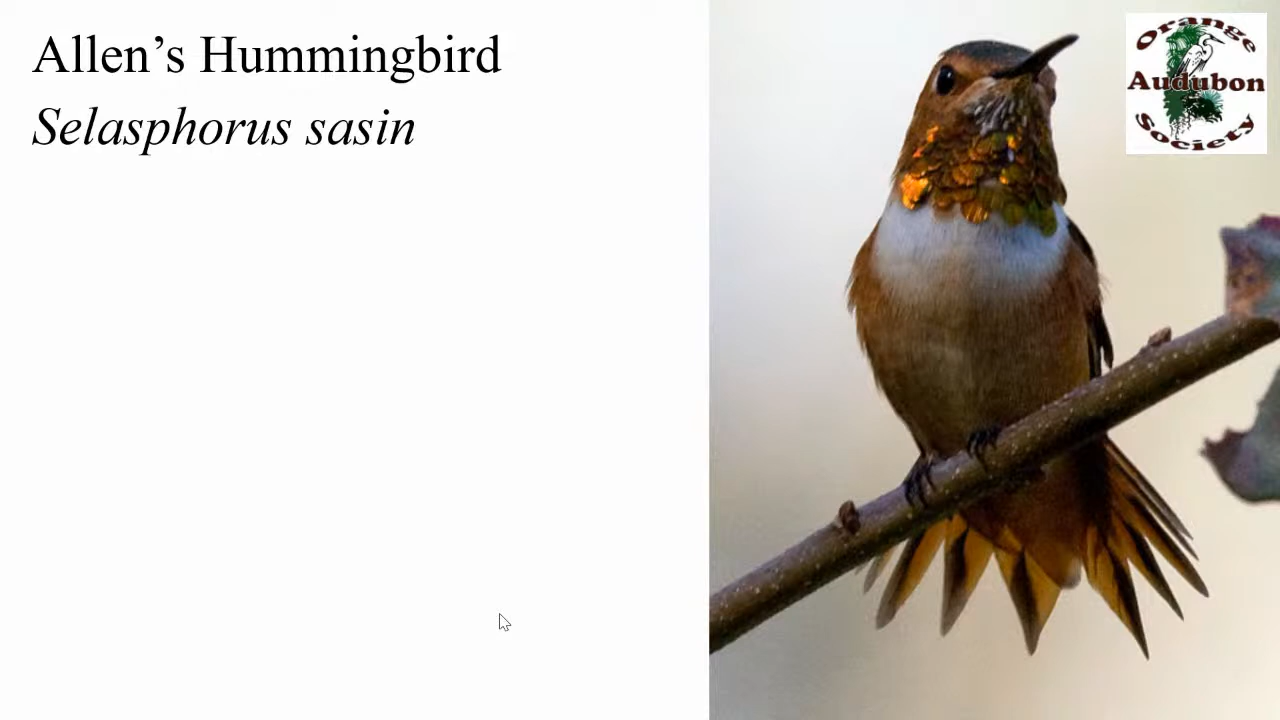 Allen’s Hummingbird
Selasphorus sasin
Orange
Audubon
Society